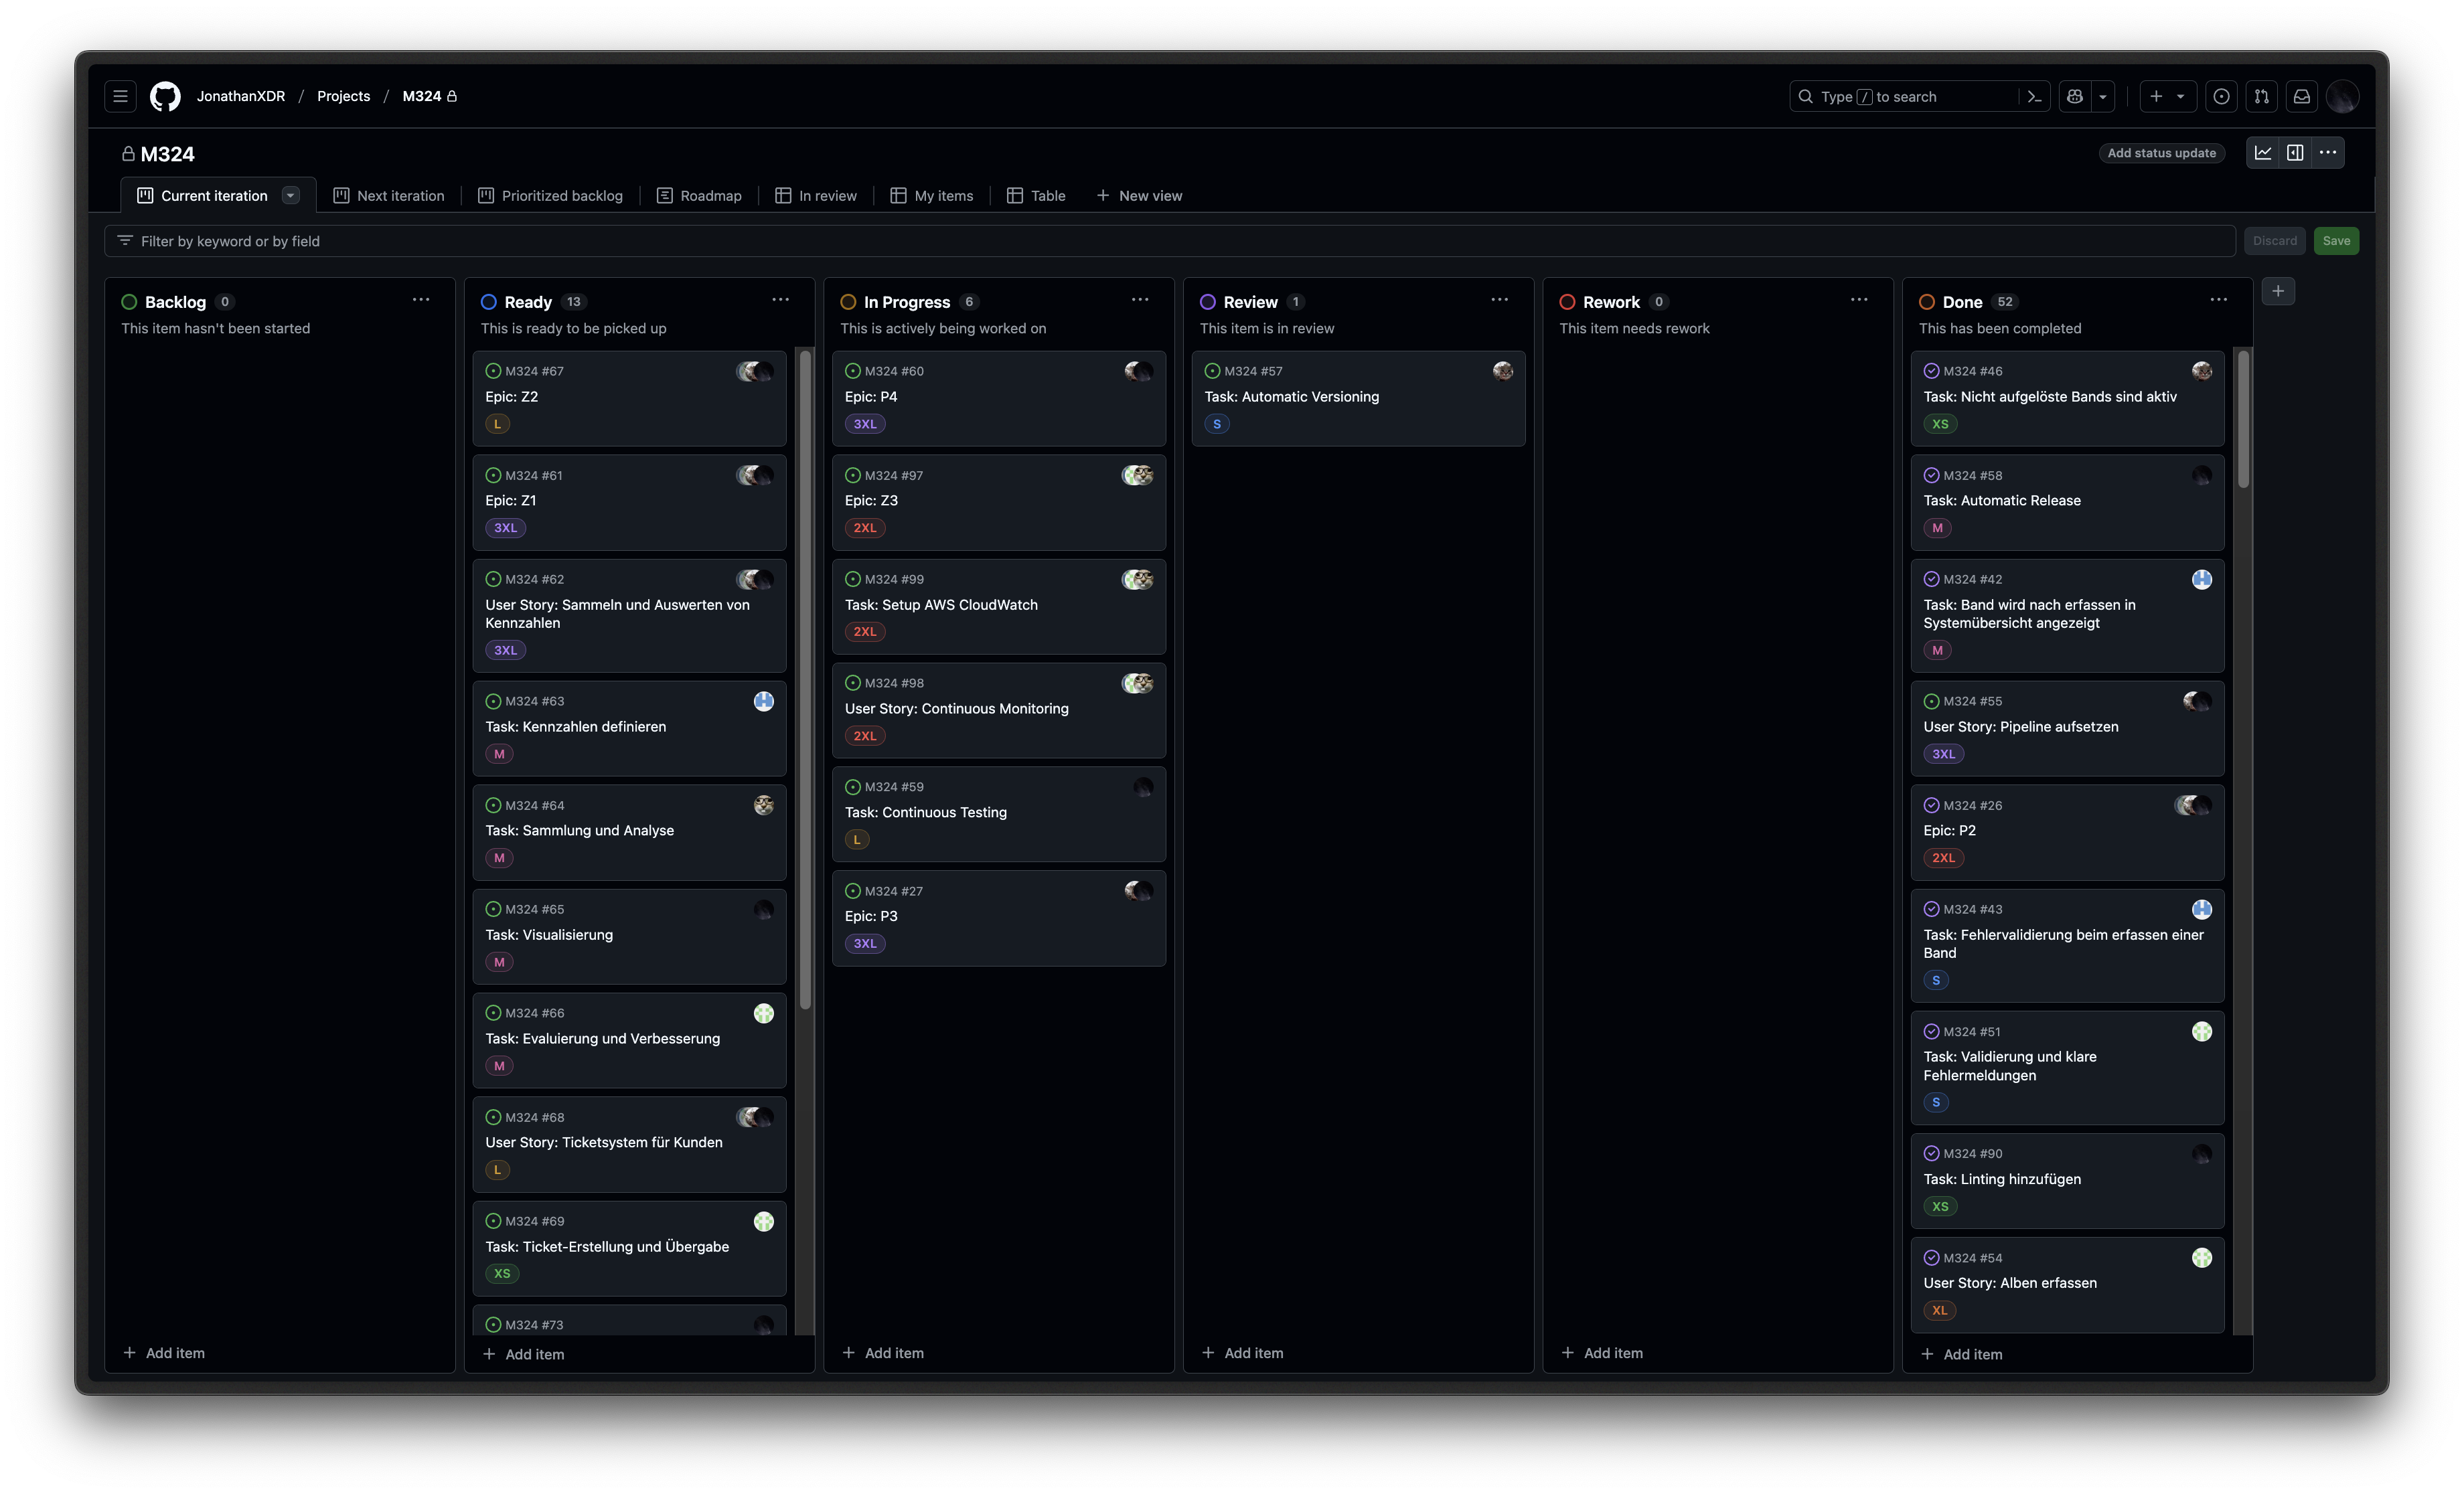 JonathanXDR / Projects / M324
Type / to search
M324
Add status update
Current iteration
Next iteration
Prioritized backlog
Roadmap
In review
My items
Table
New view
Filter by keyword or by field
Discard
Save
Backlog 0
This item hasn't been started
Add item
Ready 13
This is ready to be picked up
M324 #67
Epic: Z2
L
M324 #61
Epic: Z1
3XL
M324 #62
User Story: Sammeln und Auswerten von
Kennzahlen
3XL
M324 #63
Task: Kennzahlen definieren
M
M324 #64
Task: Sammlung und Analyse
M
M324 #65
Task: Visualisierung
M
M324 #66
Task: Evaluierung und Verbesserung
M
M324 #68
User Story: Ticketsystem für Kunden
L
M324 #69
Task: Ticket-Erstellung und Übergabe
XS
M324 #73
Add item
In Progress 6
This is actively being worked on
M324 #60
Epic: P4
3XL
M324 #97
Epic: Z3
2XL
M324 #99
Task: Setup AWS CloudWatch
2XL
M324 #98
User Story: Continuous Monitoring
2XL
M324 #59
Task: Continuous Testing
L
M324 #27
Epic: P3
3XL
Add item
Review 1
This item is in review
M324 #57
Task: Automatic Versioning
S
Add item
Rework 0
This item needs rework
Add item
Done 52
This has been completed
M324 #46
Task: Nicht aufgelöste Bands sind aktiv
XS
M324 #58
Task: Automatic Release
M
M324 #42
Task: Band wird nach erfassen in
Systemübersicht angezeigt
M
M324 #55
User Story: Pipeline aufsetzen
3XL
M324 #26
Epic: P2
2XL
M324 #43
Task: Fehlervalidierung beim erfassen einer
Band
S
M324 #51
Task: Validierung und klare
Fehlermeldungen
S
M324 #90
Task: Linting hinzufügen
XS
M324 #54
User Story: Alben erfassen
XL
Add item